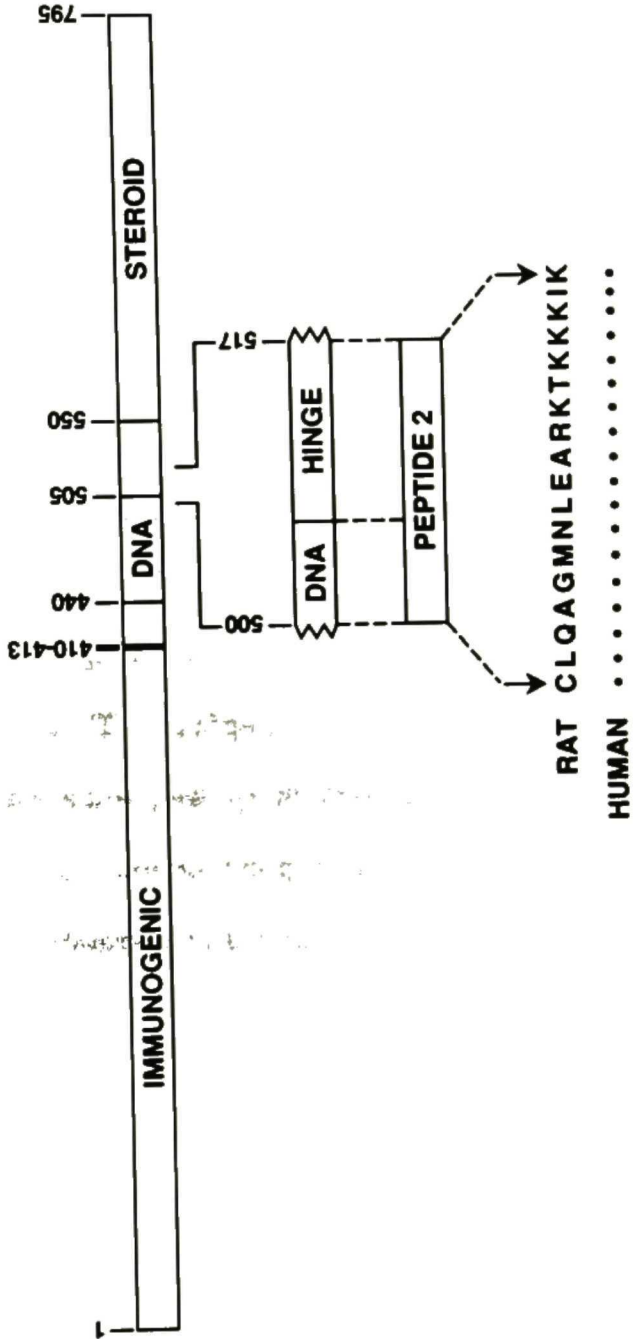 1 410-413 440 505 550 795
IMMUNOGENIC DNA STEROID
500 517
DNA HINGE
PEPTIDE 2
RAT CLQAGMNLEARKTKKKIK
HUMAN • • • • • • • • • • • • • • • • • •